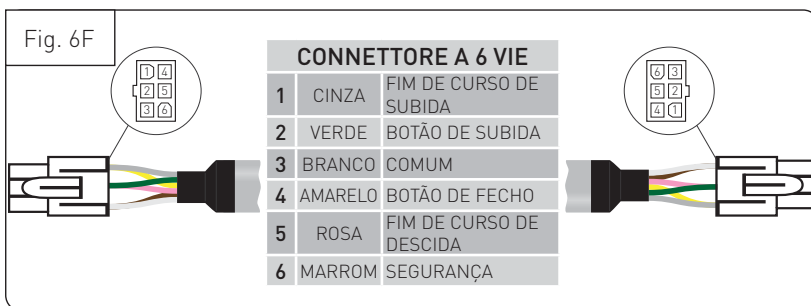 Fig. 6F
1 4
2 5
3 6
CONNETTORE A 6 VIE
1 CINZA FIM DE CURSO DE
SUBIDA
2 VERDE BOTÃO DE SUBIDA
3 BRANCO COMUM
4 AMARELO BOTÃO DE FECHO
5 ROSA FIM DE CURSO DE
DESCIDA
6 MARROM SEGURANÇA
6 3
5 2
4 1